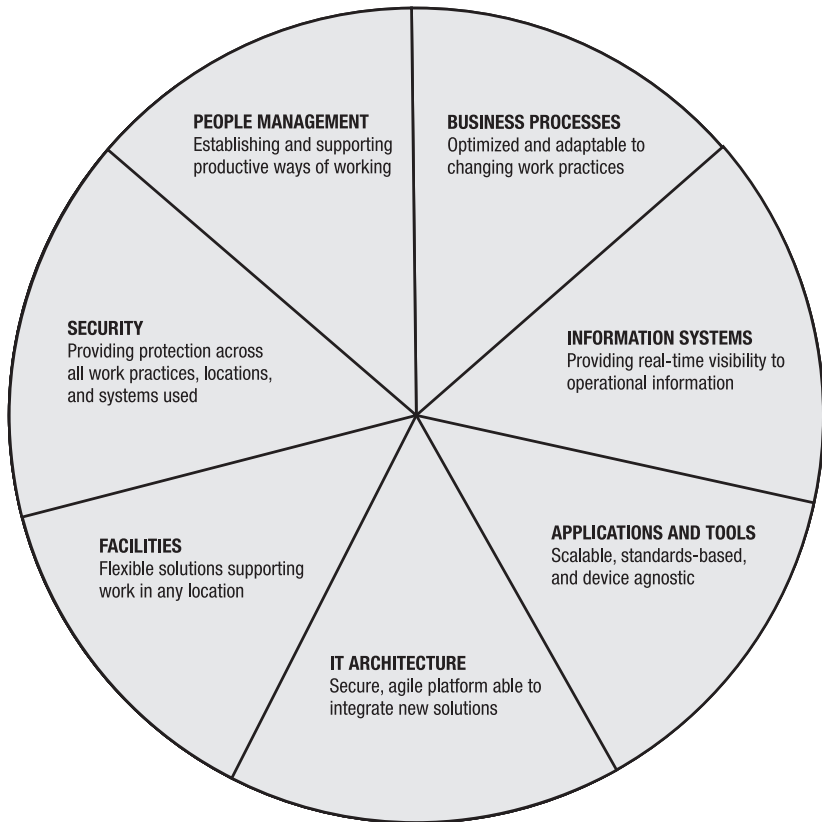 PEOPLE MANAGEMENT
Establishing and supporting
productive ways of working
BUSINESS PROCESSES
Optimized and adaptable to
changing work practices
SECURITY
Providing protection across
all work practices, locations,
and systems used
INFORMATION SYSTEMS
Providing real-time visibility to
operational information
FACILITIES
Flexible solutions supporting
work in any location
APPLICATIONS AND TOOLS
Scalable, standards-based,
and device agnostic
IT ARCHITECTURE
Secure, agile platform able to
integrate new solutions